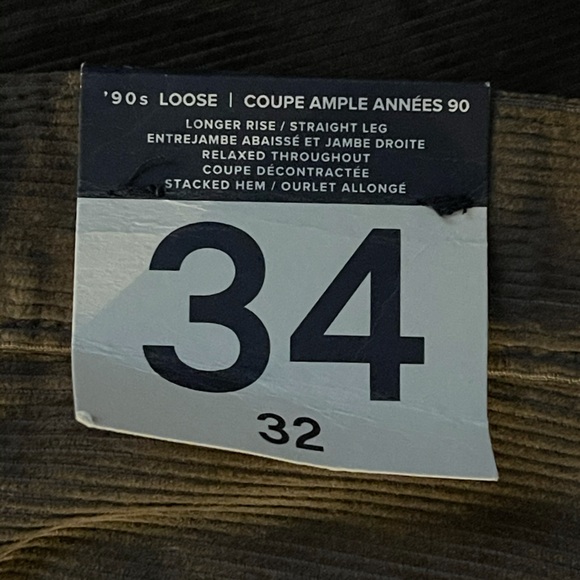 '90s LOOSE | COUPE AMPLE ANNÉES 90
LONGER RISE / STRAIGHT LEG
ENTREJAMBE ABAISSÉ ET JAMBE DROITE
RELAXED THROUGHOUT
COUPE DÉCONTRACTÉE
STACKED HEM / OURLET ALLONGÉ
34
32